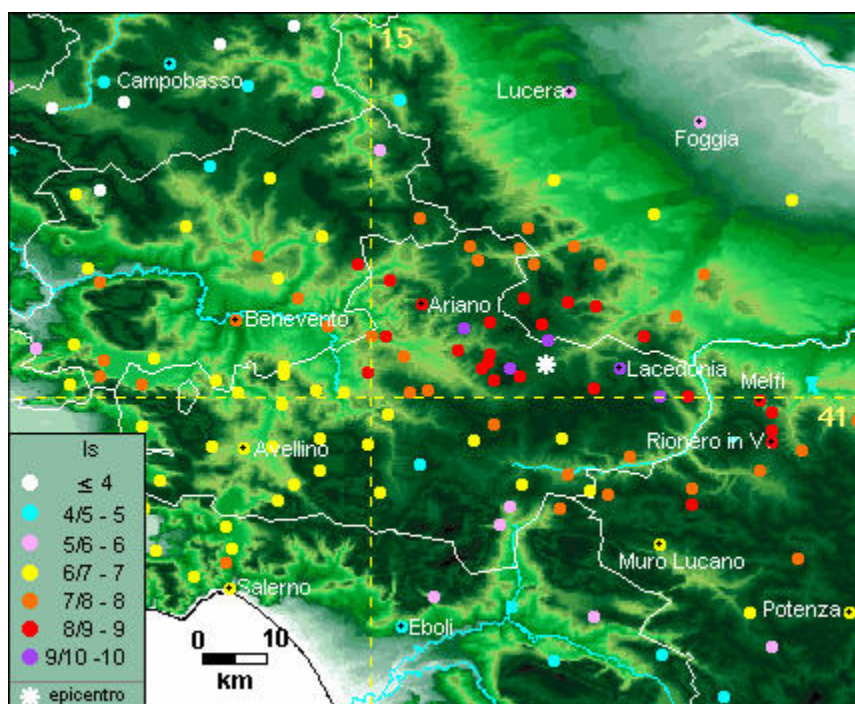 15
Campobasso
Lucera
Foggia
Ariano I.
Benevento
Lacedonia
Melfi
41
Rionero in V.
Avellino
Is
≤ 4
4/5 - 5
5/6 - 6
6/7 - 7
7/8 - 8
8/9 - 9
9/10 -10
epicentro
Muro Lucano
Salerno
Potenza
Eboli
0 10
km